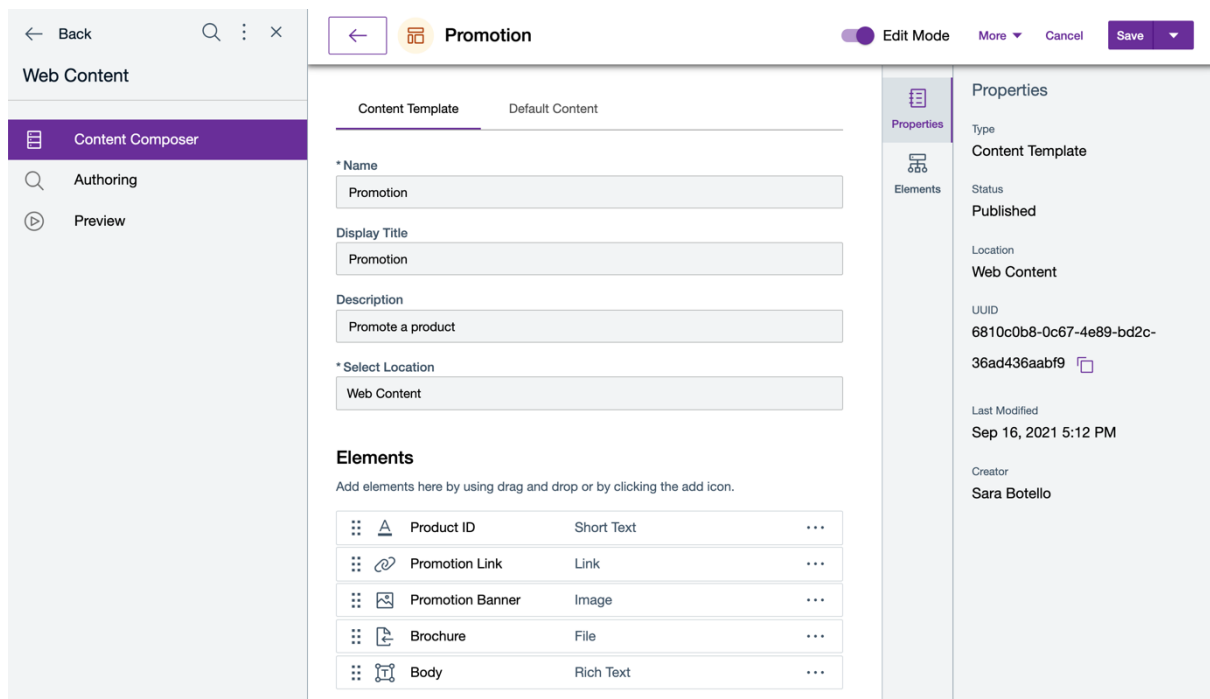 Back
Web Content
Content Composer
Authoring
Preview
Promotion
Edit Mode
More
Cancel
Save
Content Template
Default Content
* Name
Promotion
Display Title
Promotion
Description
Promote a product
* Select Location
Web Content
Elements
Add elements here by using drag and drop or by clicking the add icon.
Product ID Short Text
Promotion Link Link
Promotion Banner Image
Brochure File
Body Rich Text
Properties
Elements
Properties
Type
Content Template
Status
Published
Location
Web Content
UUID
6810c0b8-0c67-4e89-bd2c-
36ad436aabf9
Last Modified
Sep 16, 2021 5:12 PM
Creator
Sara Botello